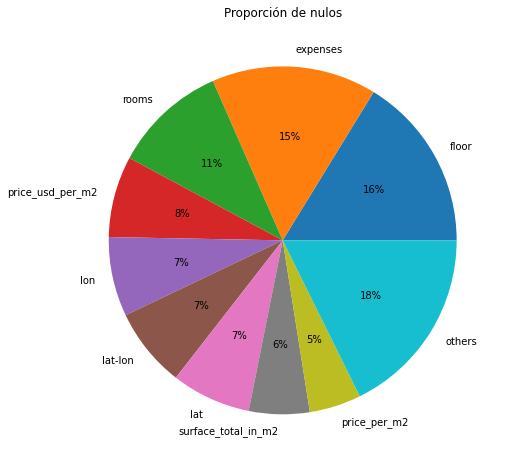 Proporción de nulos
expenses
rooms
floor
15%
11%
16%
price_usd_per_m2
8%
lon
7%
7%
18%
lat-lon
7%
6%
5%
others
lat
surface_total_in_m2
price_per_m2